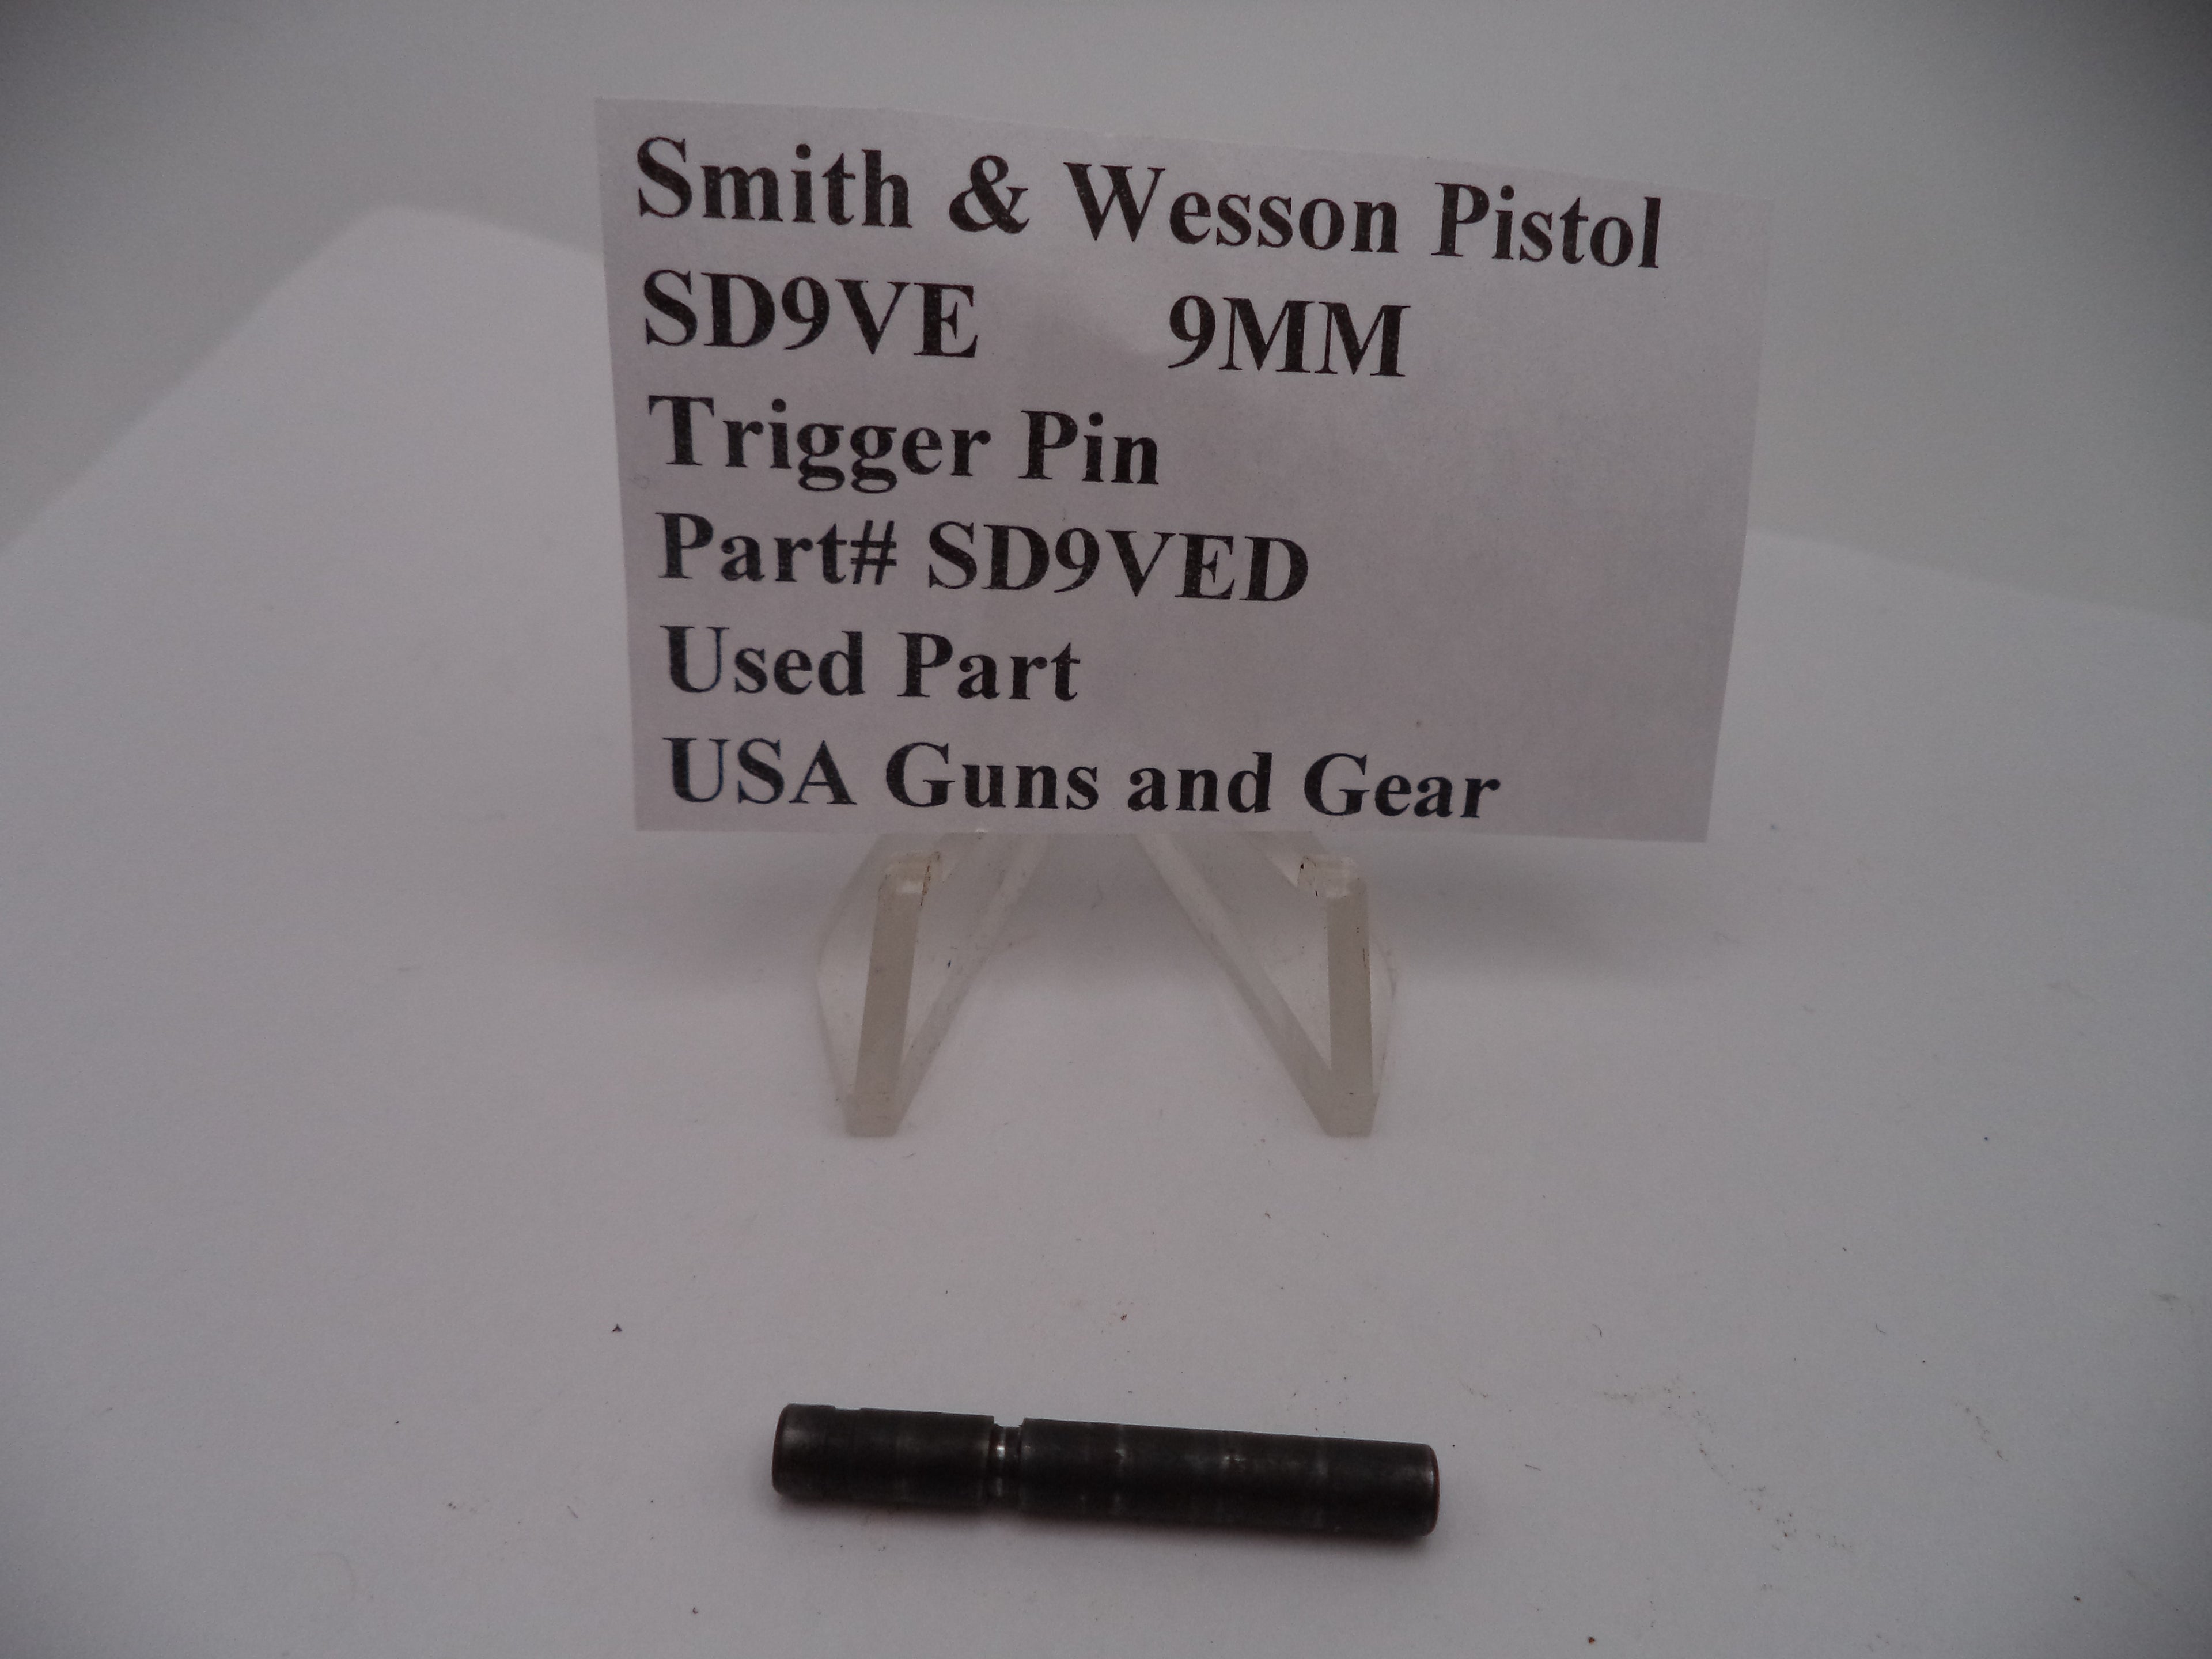 Smith & Wesson Pistol
SD9VE 9MM
Trigger Pin
Part# SD9VED
Used Part
USA Guns and Gear